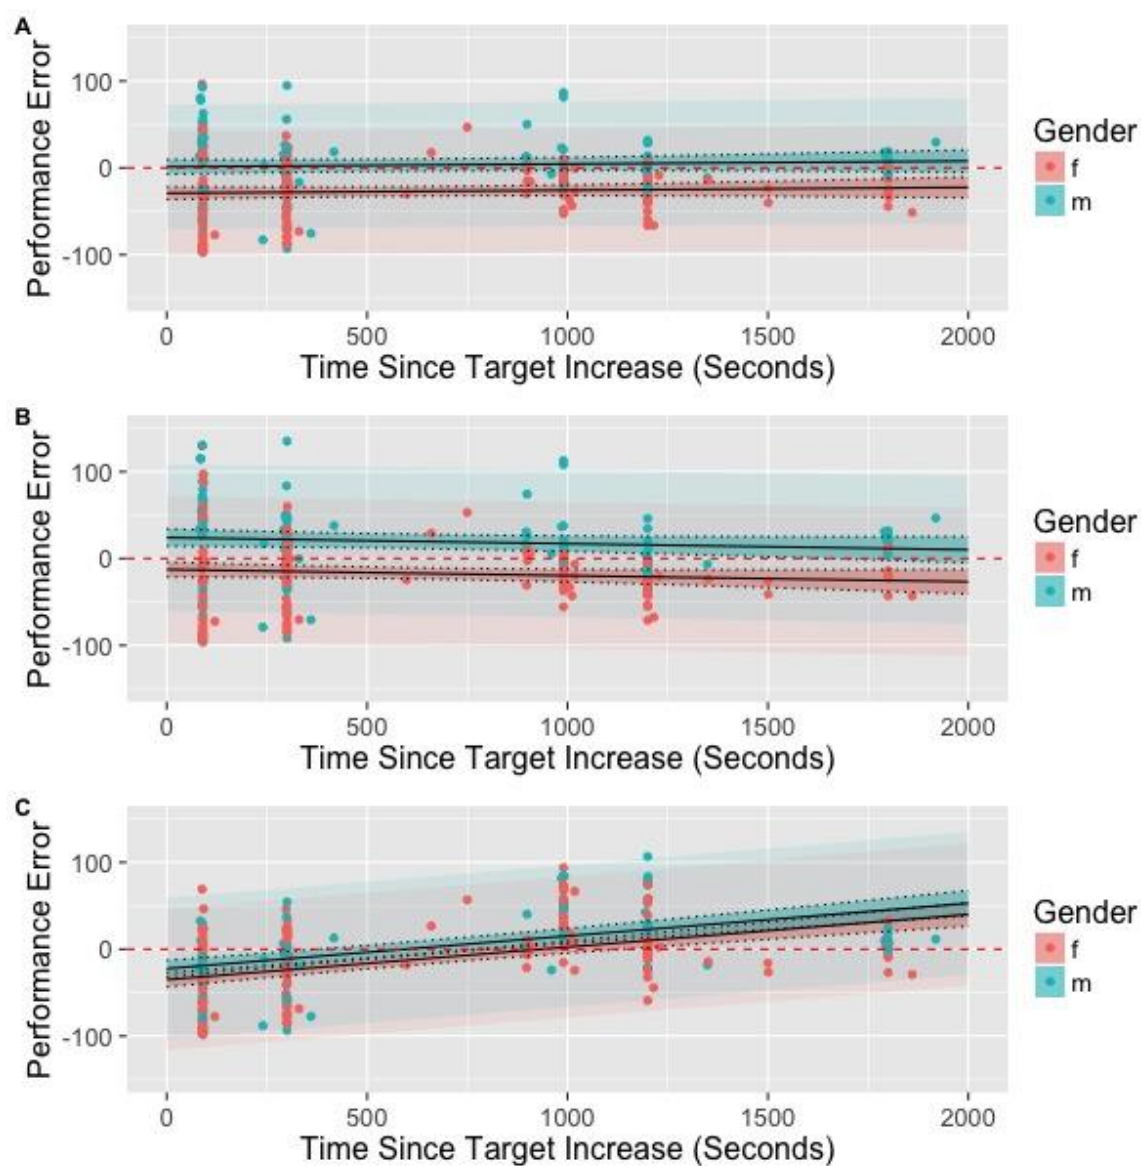 A
Performance Error
100
0
-100
0 500 1000 1500 2000
Time Since Target Increase (Seconds)
Gender
f
m
B
Performance Error
100
0
-100
0 500 1000 1500 2000
Time Since Target Increase (Seconds)
Gender
f
m
C
Performance Error
100
0
-100
0 500 1000 1500 2000
Time Since Target Increase (Seconds)
Gender
f
m